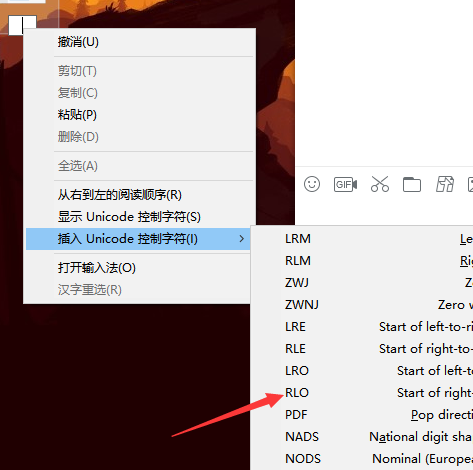 撤消(U)
剪切(T)
复制(C)
粘贴(P)
删除(D)
全选(A)
从右到左的阅读顺序(R)
显示 Unicode 控制字符(S)
插入 Unicode 控制字符(I)
打开输入法(O)
汉字重选(R)
GIF
LRM Le
RLM Ri
ZWJ Z
ZWNJ Zero w
LRE Start of left-to-ri
RLE Start of right-to-
LRO Start of left-t
RLO Start of right-
PDF Pop directi
NADS National digit sha
NODS Nominal (Europea